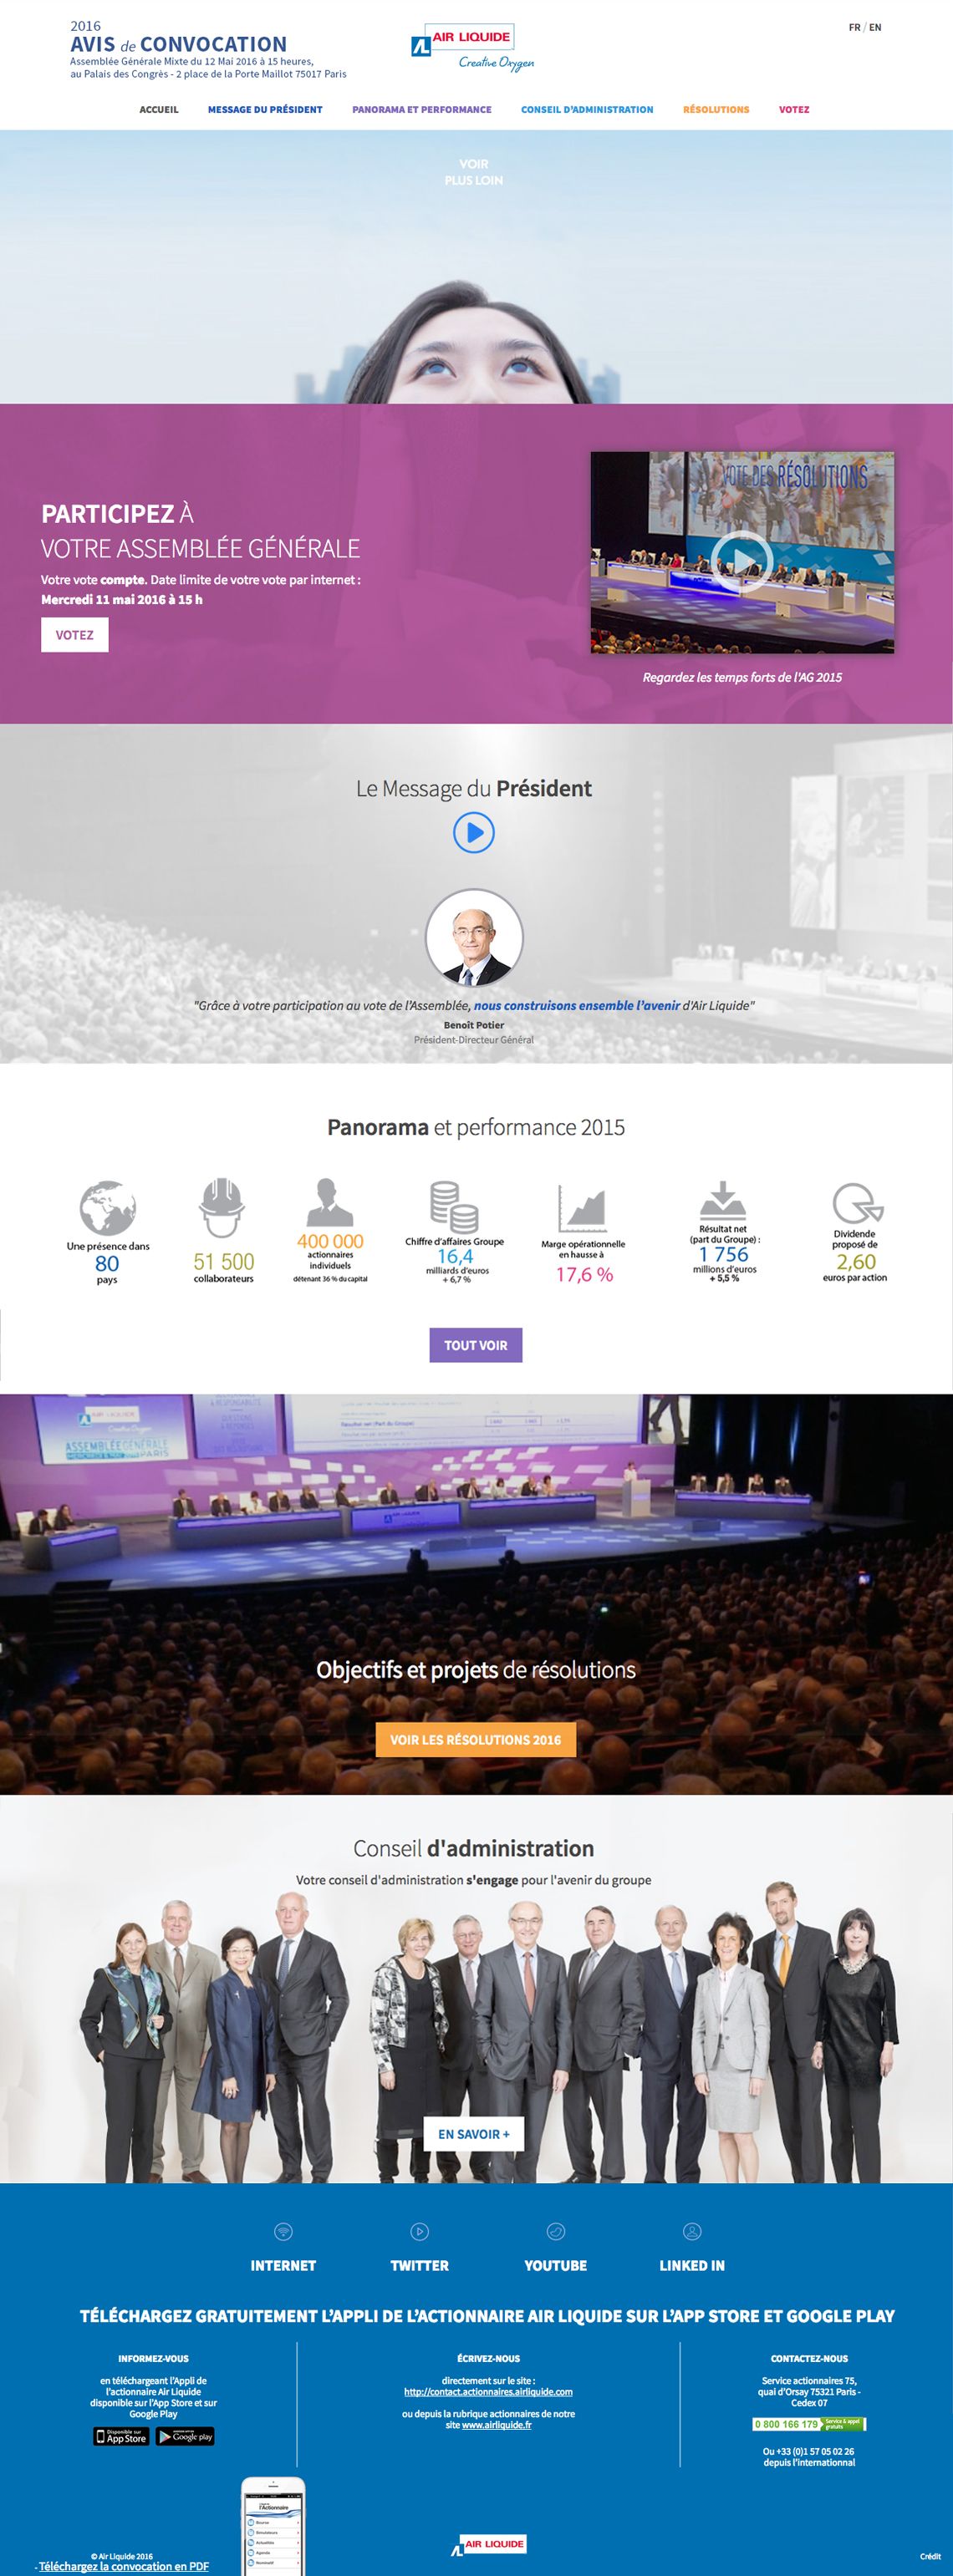 2016
AVIS de CONVOCATION
Assemblée Générale Mixte du 12 Mai 2016 à 15 heures,
au Palais des Congrès - 2 place de la Porte Maillot 75017 Paris
AIR LIQUIDE
Creative Oxygen
FR / EN
ACCUEIL MESSAGE DU PRÉSIDENT PANORAMA ET PERFORMANCE CONSEIL D'ADMINISTRATION RÉSOLUTIONS VOTEZ
VOIR
PLUS LOIN
PARTICIPEZ À
VOTRE ASSEMBLÉE GÉNÉRALE
Votre vote compte. Date limite de votre vote par internet :
Mercredi 11 mai 2016 à 15 h
VOTEZ
VOTE DES RÉSOLUTIONS
Regardez les temps forts de l'AG 2015
Le Message du Président
"Grâce à votre participation au vote de l'Assemblée, nous construisons ensemble l'avenir d'Air Liquide"
Benoît Potier
Président-Directeur Général
Panorama et performance 2015
Une présence dans
80
pays
51 500
collaborateurs
400 000
actionnaires
individuels
détenant 36 % du capital
Chiffre d'affaires Groupe
16,4
milliards d'euros
+ 6,7 %
Marge opérationnelle
en hausse à
17,6 %
Résultat net
(part du Groupe) :
1 756
millions d'euros
+ 5,5 %
Dividende
proposé de
2,60
euros par action
TOUT VOIR
AIR LIQUIDE
ASSEMBLÉE GÉNÉRALE
PARIS
Objectifs et projets de résolutions
VOIR LES RÉSOLUTIONS 2016
Conseil d'administration
Votre conseil d'administration s'engage pour l'avenir du groupe
EN SAVOIR +
INTERNET TWITTER YOUTUBE LINKED IN
TÉLÉCHARGEZ GRATUITEMENT L'APPLI DE L'ACTIONNAIRE AIR LIQUIDE SUR L'APP STORE ET GOOGLE PLAY
INFORMEZ-VOUS
en téléchargeant l'Appli de
l'actionnaire Air Liquide
disponible sur l'App Store et sur
Google Play
Disponible sur
App Store
Google play
ÉCRIVEZ-NOUS
directement sur le site :
http://contact.actionnaires.airliquide.com
ou depuis la rubrique actionnaires de notre
site www.airliquide.fr
CONTACTEZ-NOUS
Service actionnaires 75,
quai d'Orsay 75321 Paris -
Cedex 07
0 800 166 179 Service & appel
gratuits
Ou +33 (0)1 57 05 02 26
depuis l'internationnal
l'Actionnaire
Bourse
Simulateurs
Actualités
Agenda
Nominatif
AIR LIQUIDE
© Air Liquide 2016
- Téléchargez la convocation en PDF
Crédit